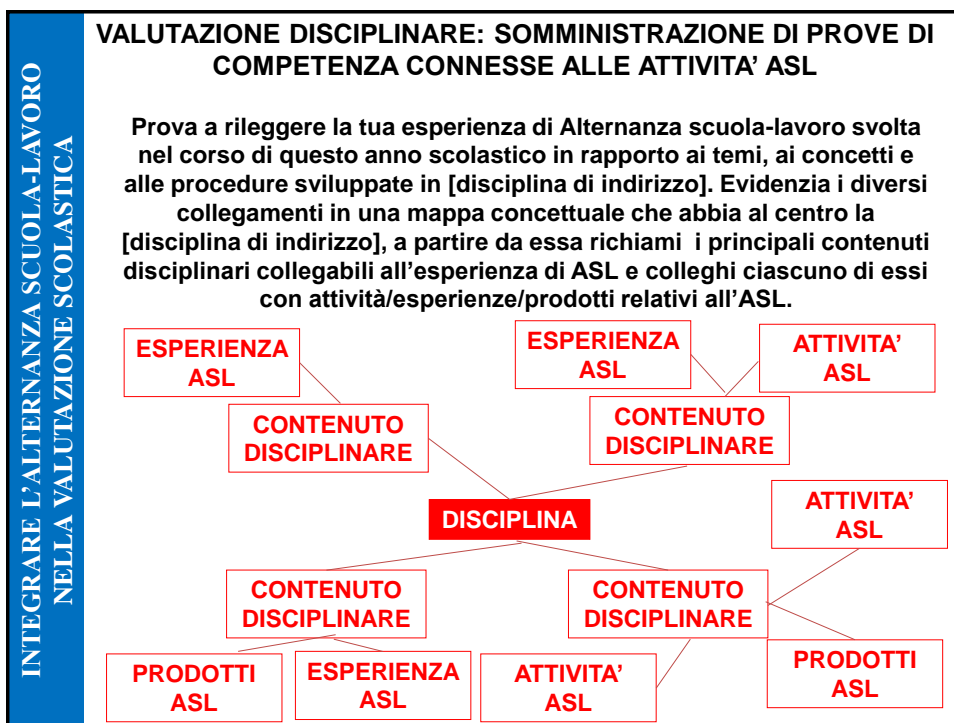 INTEGRARE L'ALTERNANZA SCUOLA-LAVORO
NELLA VALUTAZIONE SCOLASTICA
VALUTAZIONE DISCIPLINARE: SOMMINISTRAZIONE DI PROVE DI
COMPETENZA CONNESSE ALLE ATTIVITA' ASL
Prova a rileggere la tua esperienza di Alternanza scuola-lavoro svolta
nel corso di questo anno scolastico in rapporto ai temi, ai concetti e
alle procedure sviluppate in [disciplina di indirizzo]. Evidenzia i diversi
collegamenti in una mappa concettuale che abbia al centro la
[disciplina di indirizzo], a partire da essa richiami i principali contenuti
disciplinari collegabili all'esperienza di ASL e colleghi ciascuno di essi
con attività/esperienze/prodotti relativi all'ASL.
ESPERIENZA
ASL
ESPERIENZA
ASL
ATTIVITA'
ASL
CONTENUTO
DISCIPLINARE
CONTENUTO
DISCIPLINARE
DISCIPLINA
ATTIVITA'
ASL
CONTENUTO
DISCIPLINARE
CONTENUTO
DISCIPLINARE
PRODOTTI
ASL
ESPERIENZA
ASL
ATTIVITA'
ASL
PRODOTTI
ASL